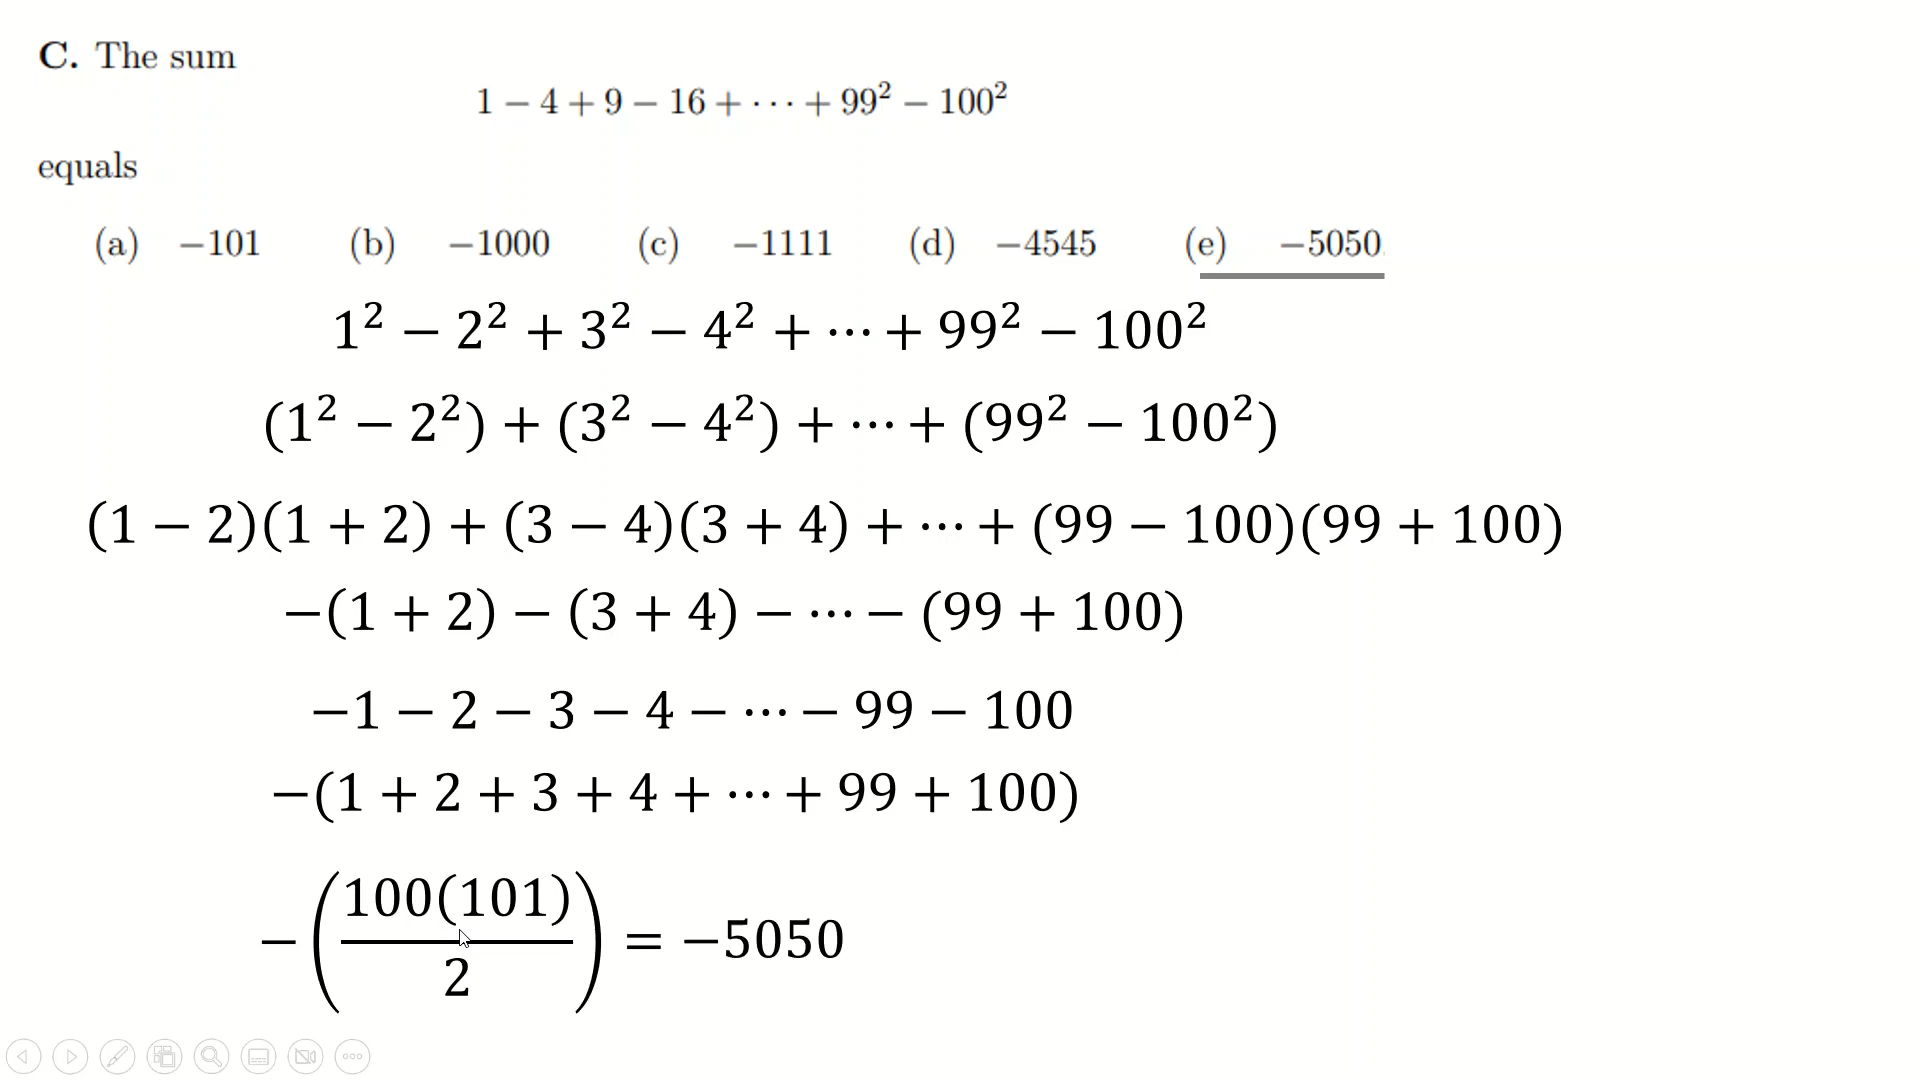 C. The sum
1 − 4 + 9 − 16 + ⋯ + 99² − 100²
equals
(a) −101 (b) −1000 (c) −1111 (d) −4545 (e) −5050
1² − 2² + 3² − 4² + ⋯ + 99² − 100²
(1² − 2²) + (3² − 4²) + ⋯ + (99² − 100²)
(1 − 2)(1 + 2) + (3 − 4)(3 + 4) + ⋯ + (99 − 100)(99 + 100)
−(1 + 2) − (3 + 4) − ⋯ − (99 + 100)
−1 − 2 − 3 − 4 − ⋯ − 99 − 100
−(1 + 2 + 3 + 4 + ⋯ + 99 + 100)
−(100(101)/2) = −5050